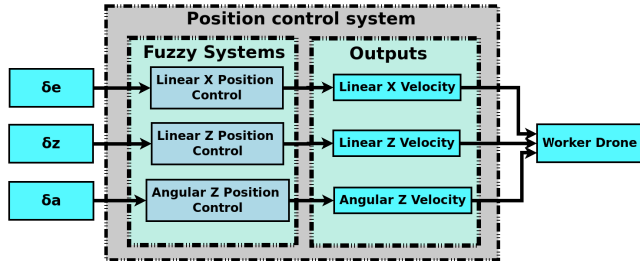 Position control system
Fuzzy Systems
Outputs
δe
Linear X Position
Control
Linear X Velocity
δz
Linear Z Position
Control
Linear Z Velocity
Worker Drone
δa
Angular Z Position
Control
Angular Z Velocity